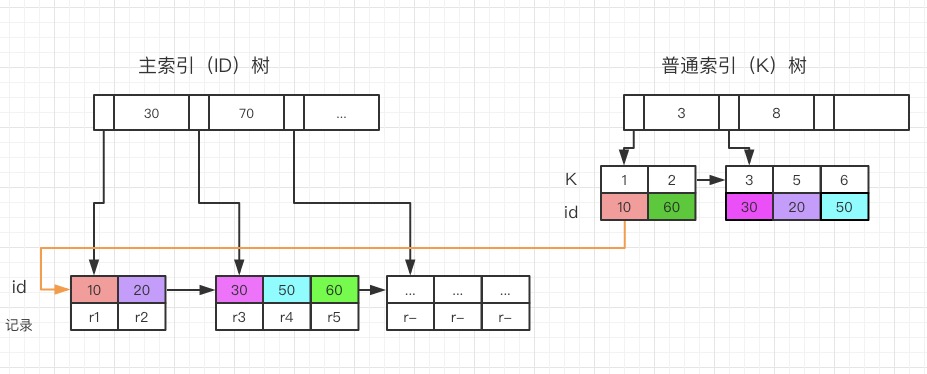 主索引（ID）树
普通索引（K）树
30 70 ...
3 8
K 1 2 3 5 6
id 10 60 30 20 50
id 10 20 30 50 60 ... ... ...
记录 r1 r2 r3 r4 r5 r– r– r–